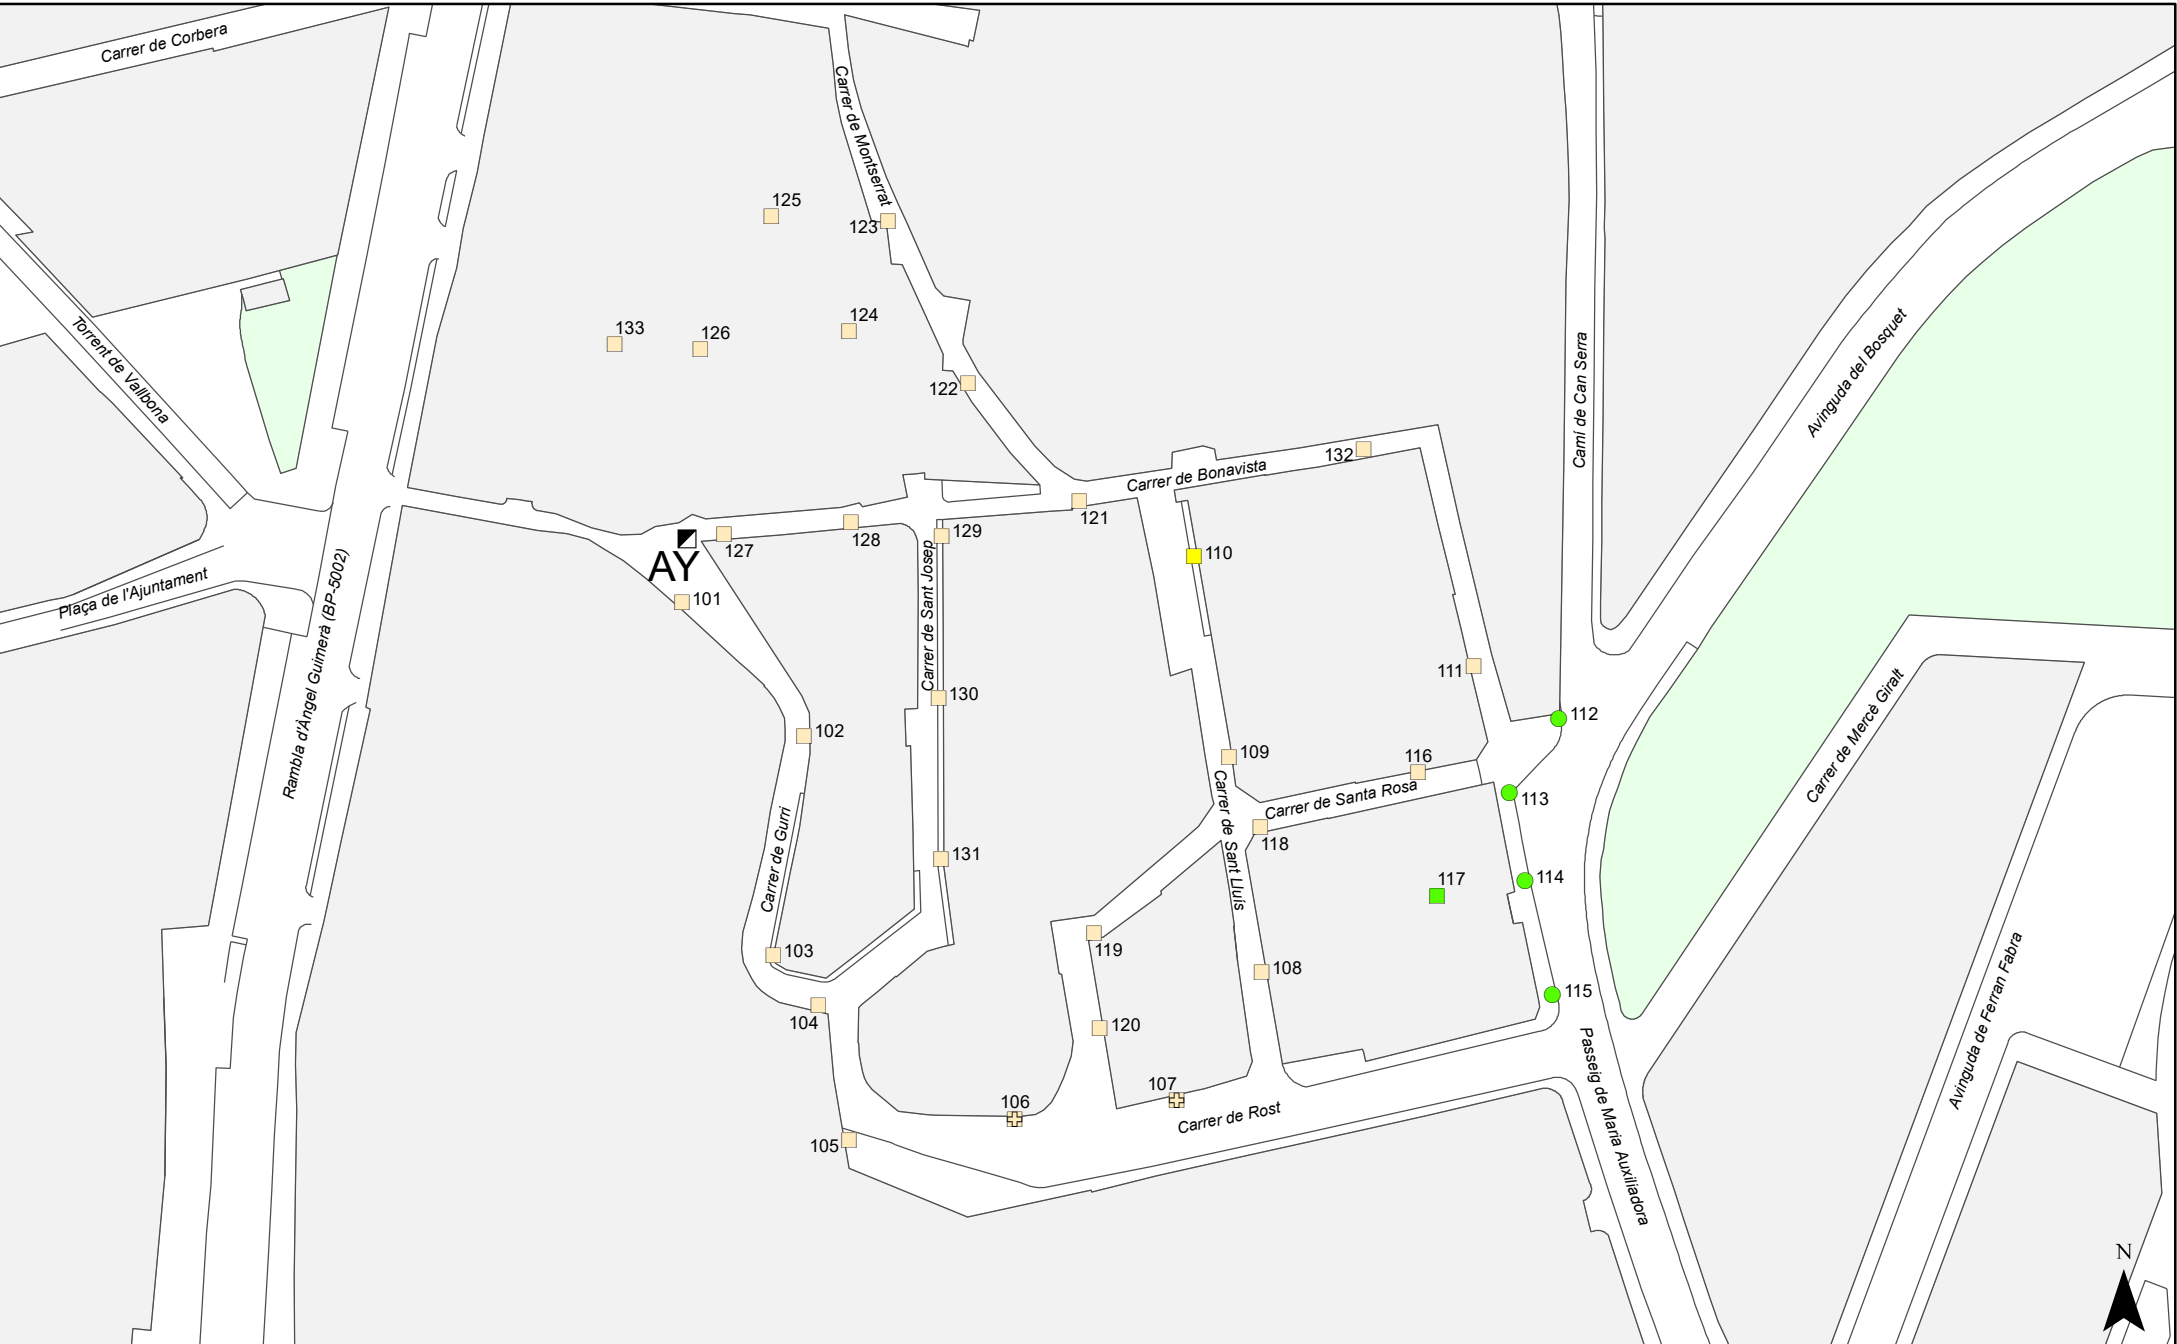 Carrer de Corbera
Carrer de Montserrat
125
123
124
133
126
122
Torrent de Vallbona
Camí de Can Serra
Avinguda del Bosquet
132
Carrer de Bonavista
121
129
128
127
AY
101
110
Plaça de l'Ajuntament
Carrer de Sant Josep
Rambla d'Àngel Guimerà (BP-5002)
111
130
112
102
109
116
Carrer de Mercè Giralt
Carrer de Santa Rosa
113
118
Carrer de Sant Lluís
131
Carrer de Gurri
117
114
119
103
108
115
104
120
Avinguda de Ferran Fabra
Passeig de Maria Auxiliadora
107
106
Carrer de Rost
105
N